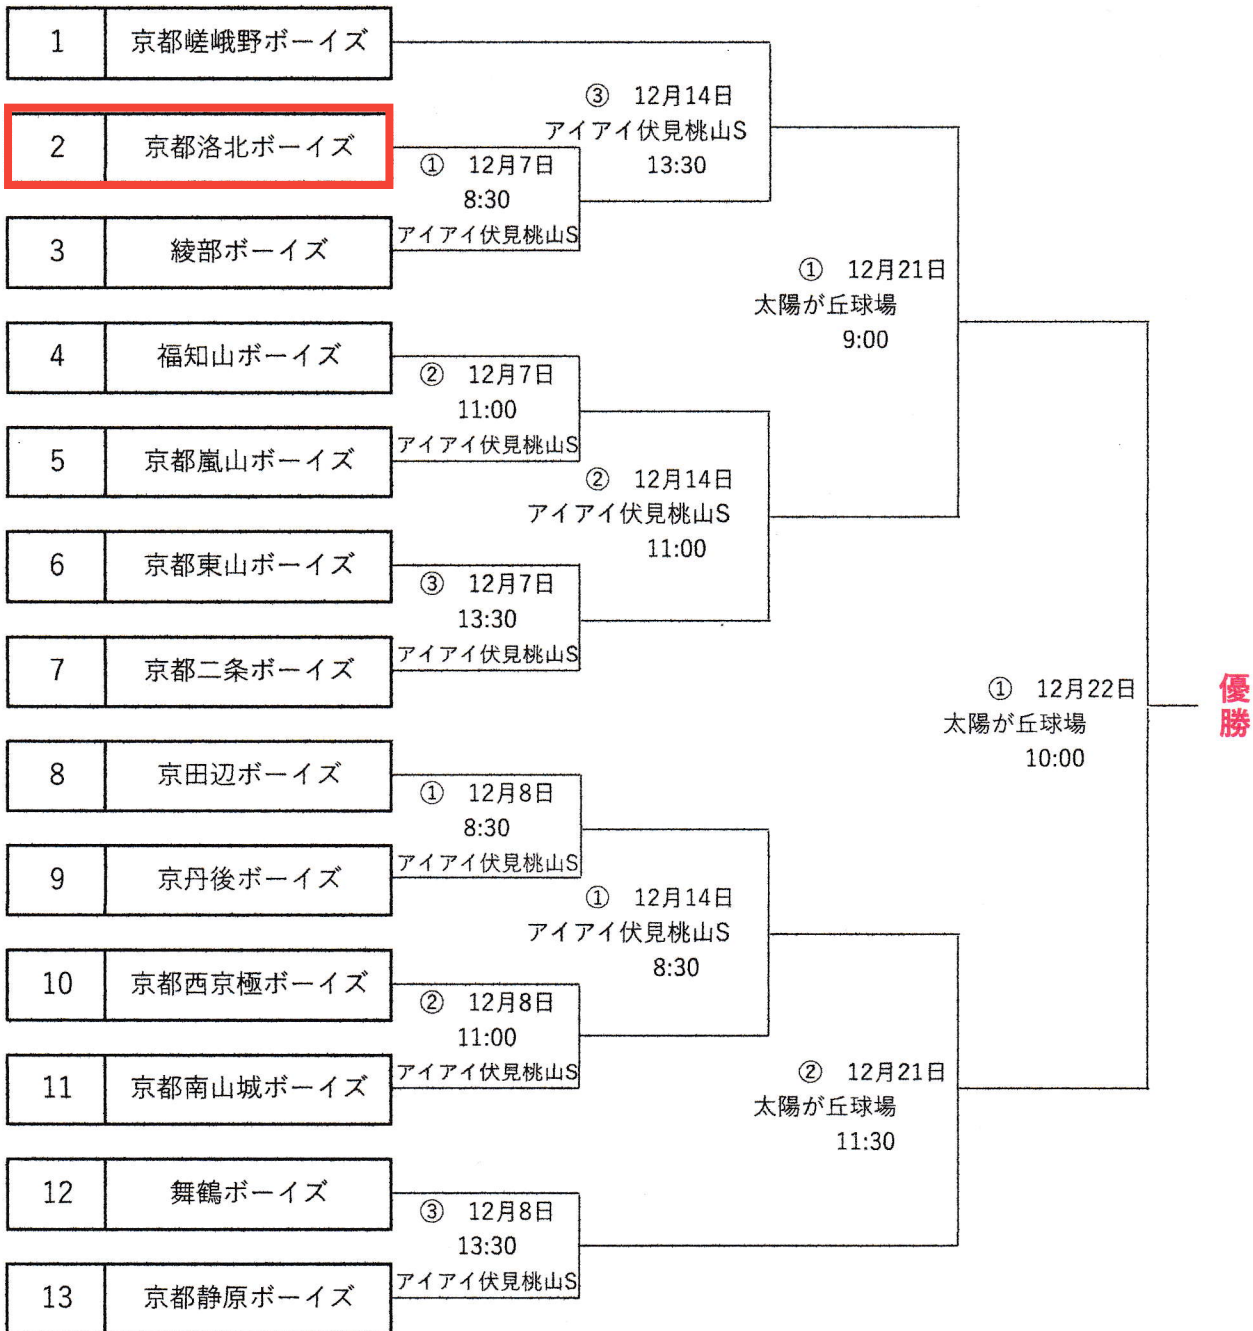 1 京都嵯峨野ボーイズ
2 京都洛北ボーイズ
3 綾部ボーイズ
4 福知山ボーイズ
5 京都嵐山ボーイズ
6 京都東山ボーイズ
7 京都二条ボーイズ
8 京田辺ボーイズ
9 京丹後ボーイズ
10 京都西京極ボーイズ
11 京都南山城ボーイズ
12 舞鶴ボーイズ
13 京都静原ボーイズ
① 12月7日
8:30
アイアイ伏見桃山S
② 12月7日
11:00
アイアイ伏見桃山S
③ 12月7日
13:30
アイアイ伏見桃山S
① 12月8日
8:30
アイアイ伏見桃山S
② 12月8日
11:00
アイアイ伏見桃山S
③ 12月8日
13:30
アイアイ伏見桃山S
③ 12月14日
アイアイ伏見桃山S
13:30
② 12月14日
アイアイ伏見桃山S
11:00
① 12月14日
アイアイ伏見桃山S
8:30
① 12月21日
太陽が丘球場
9:00
② 12月21日
太陽が丘球場
11:30
① 12月22日
太陽が丘球場
10:00
優勝